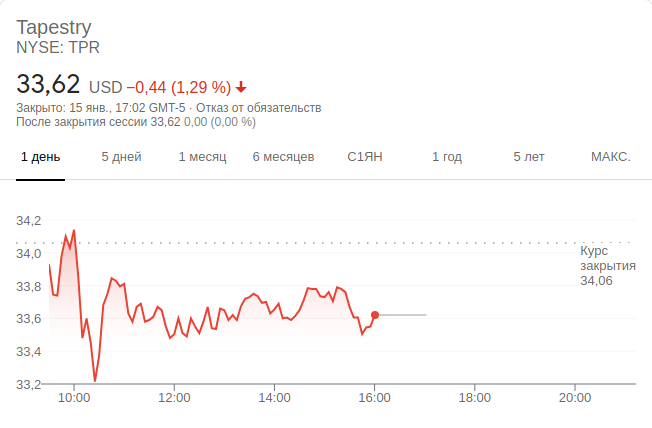 Tapestry
NYSE: TPR
33,62 USD −0,44 (1,29 %)
Закрыто: 15 янв., 17:02 GMT-5 · Отказ от обязательств
После закрытия сессии 33,62 0,00 (0,00 %)
1 день 5 дней 1 месяц 6 месяцев С1ЯН 1 год 5 лет МАКС.
34,2
34,0
33,8
33,6
33,4
33,2
Курс
закрытия
34,06
10:00 12:00 14:00 16:00 18:00 20:00